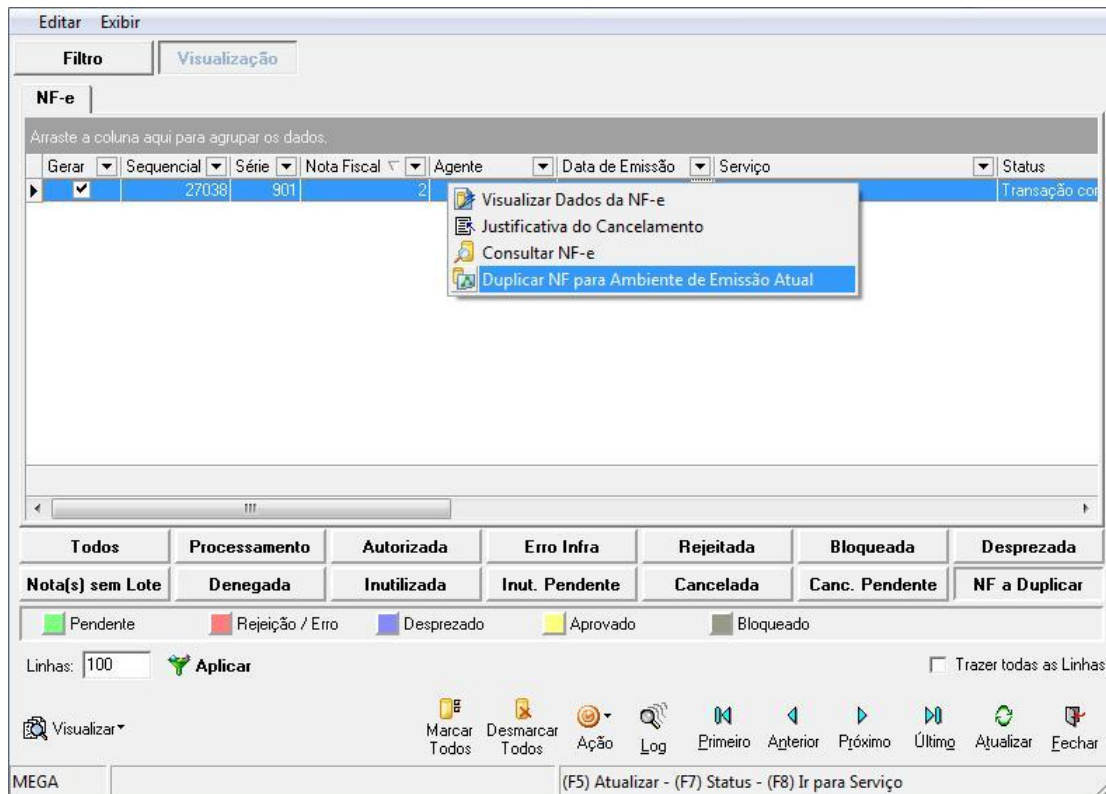 Editar Exibir
Filtro Visualização
NF-e
Arraste a coluna aqui para agrupar os dados.
Gerar Sequencial Série Nota Fiscal Agente Data de Emissão Serviço Status
27038 901 2 Transação con
Visualizar Dados da NF-e
Justificativa do Cancelamento
Consultar NF-e
Duplicar NF para Ambiente de Emissão Atual
Todos Processamento Autorizada Erro Infra Rejeitada Bloqueada Desprezada
Nota(s) sem Lote Denegada Inutilizada Inut. Pendente Cancelada Canc. Pendente NF a Duplicar
Pendente Rejeição / Erro Desprezado Aprovado Bloqueado
Linhas: 100 Aplicar Trazer todas as Linhas
Visualizar Marcar Todos Desmarcar Todos Ação Log Primeiro Anterior Próximo Último Atualizar Fechar
MEGA (F5) Atualizar - (F7) Status - (F8) Ir para Serviço